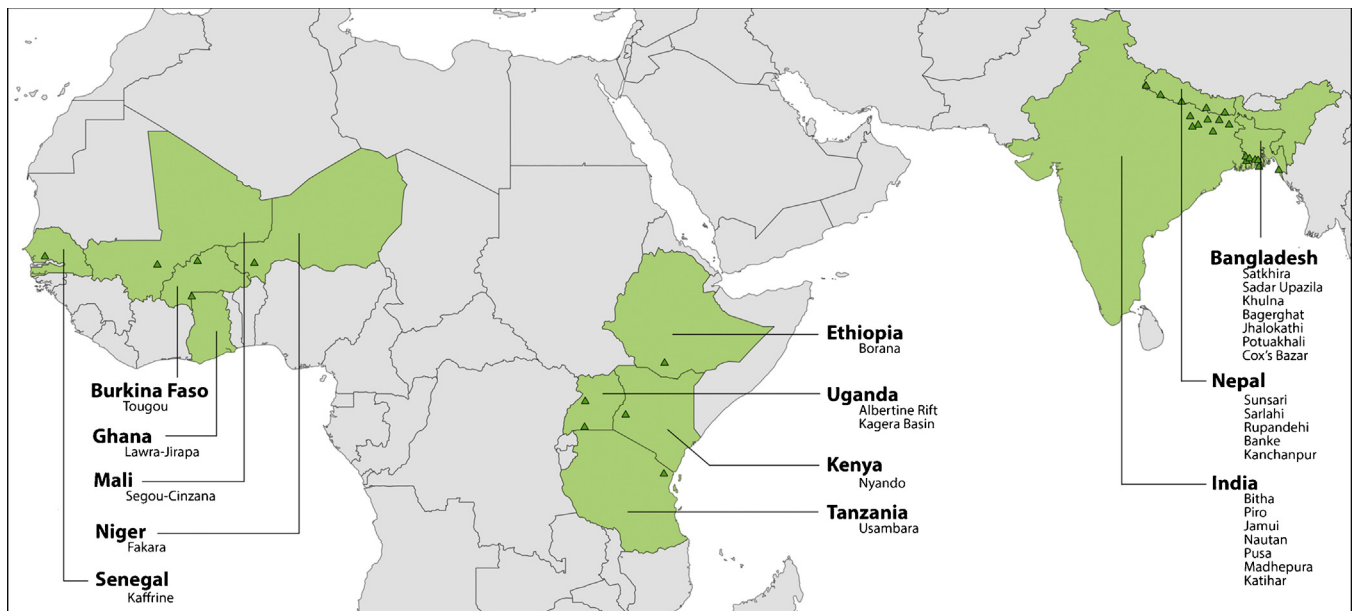 Burkina Faso
Tougou
Ghana
Lawra-Jirapa
Mali
Segou-Cinzana
Niger
Fakara
Senegal
Kaffrine
Ethiopia
Borana
Uganda
Albertine Rift
Kagera Basin
Kenya
Nyando
Tanzania
Usambara
Bangladesh
Satkhira
Sadar Upazila
Khulna
Bagerghat
Jhalokathi
Potuakhali
Cox's Bazar
Nepal
Sunsari
Sarlahi
Rupandehi
Banke
Kanchanpur
India
Bitha
Piro
Jamui
Nautan
Pusa
Madhepura
Katihar